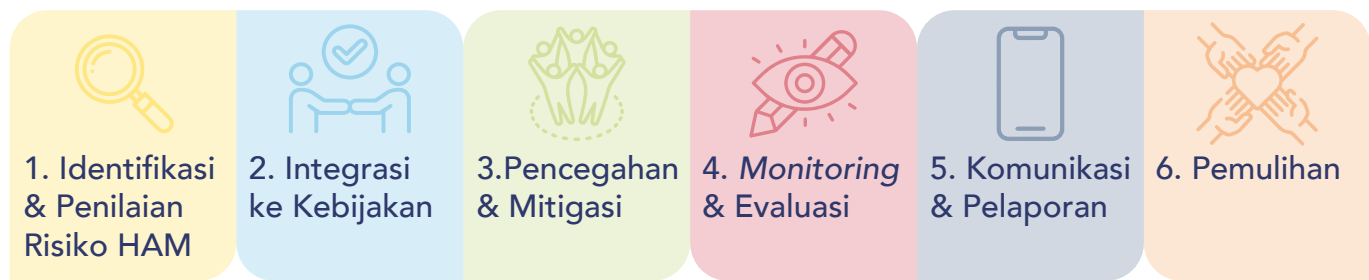 1. Identifikasi
& Penilaian
Risiko HAM
2. Integrasi
ke Kebijakan
3.Pencegahan
& Mitigasi
4. Monitoring
& Evaluasi
5. Komunikasi
& Pelaporan
6. Pemulihan